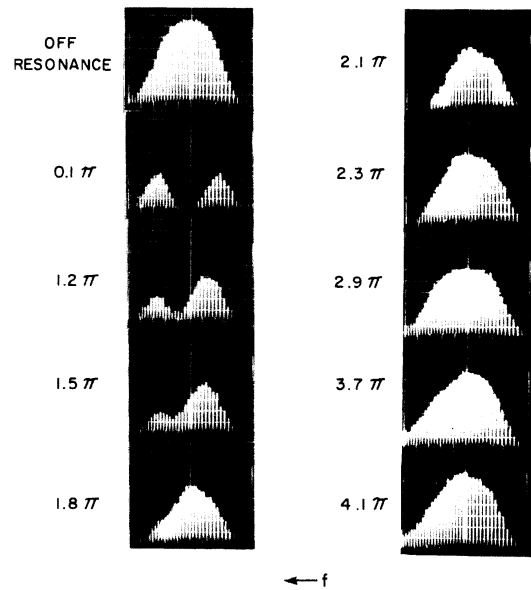 OFF
RESONANCE
0.1 π
1.2 π
1.5 π
1.8 π
2.1 π
2.3 π
2.9 π
3.7 π
4.1 π
← f